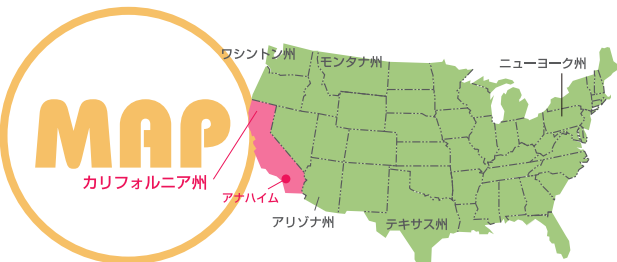 MAP
ワシントン州
モンタナ州
ニューヨーク州
カリフォルニア州
アナハイム
アリゾナ州
テキサス州